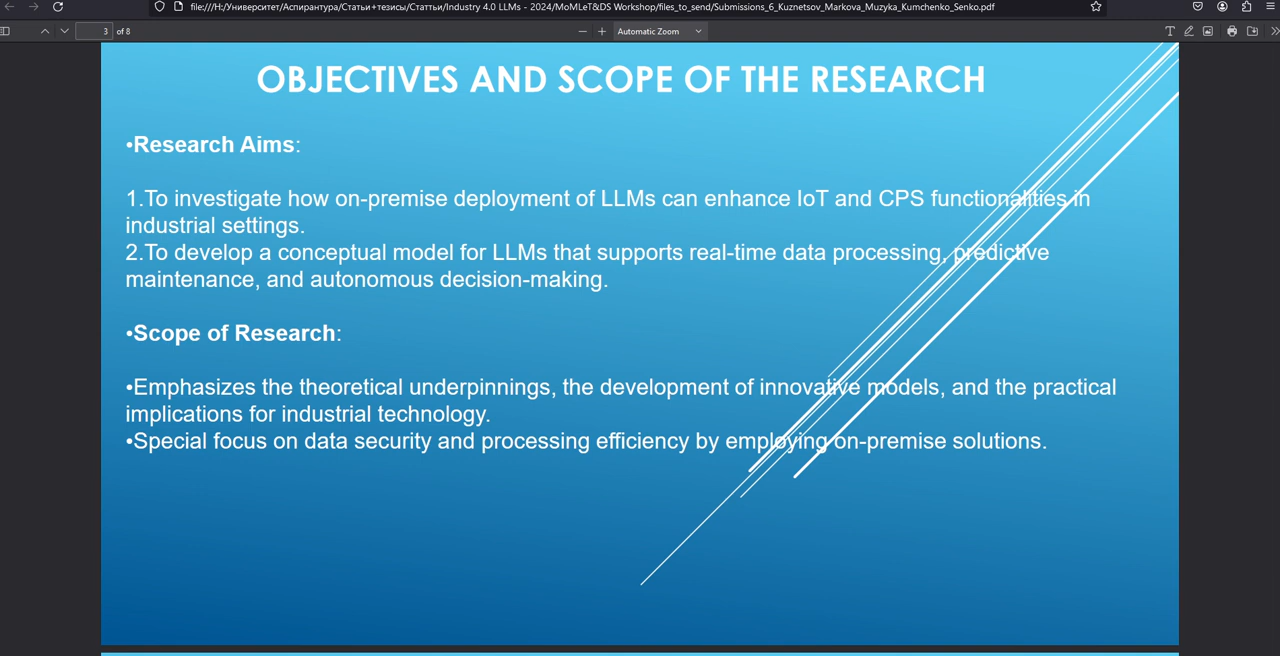 file:///H:/Университет/Аспирантура/Статьи+тезисы/Статтьи/Industry 4.0 LLMs - 2024/MoMLeT&DS Workshop/files_to_send/Submissions_6_Kuznetsov_Markova_Muzyka_Kumchenko_Senko.pdf
3 of 8
Automatic Zoom
OBJECTIVES AND SCOPE OF THE RESEARCH
•Research Aims:
1.To investigate how on-premise deployment of LLMs can enhance IoT and CPS functionalities in
industrial settings.
2.To develop a conceptual model for LLMs that supports real-time data processing, predictive
maintenance, and autonomous decision-making.
•Scope of Research:
•Emphasizes the theoretical underpinnings, the development of innovative models, and the practical
implications for industrial technology.
•Special focus on data security and processing efficiency by employing on-premise solutions.